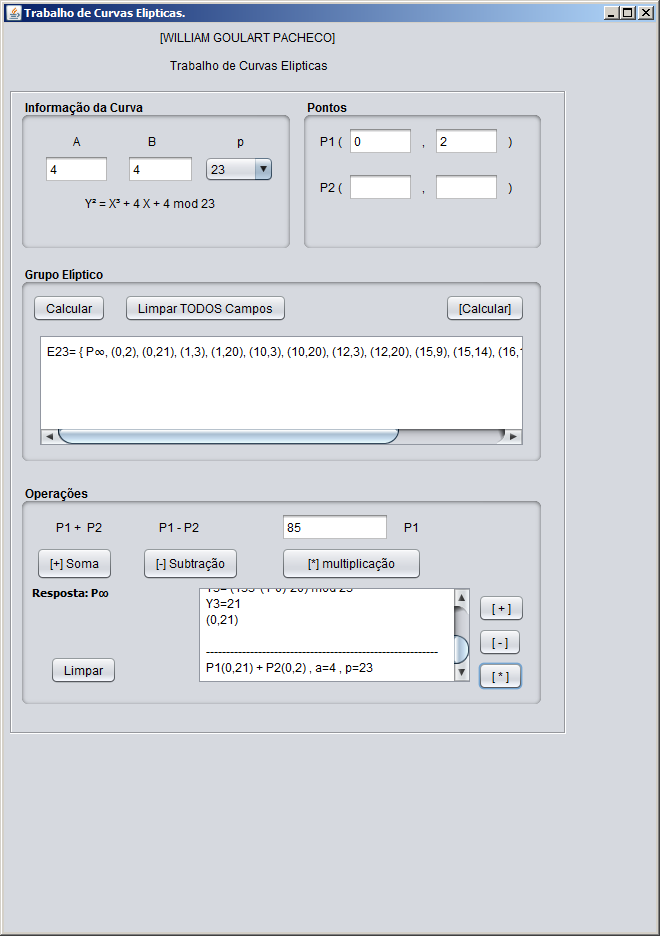 Trabalho de Curvas Elipticas.
[WILLIAM GOULART PACHECO]
Trabalho de Curvas Elipticas
Informação da Curva
A B p
4 4 23
Y² = X³ + 4 X + 4 mod 23
Pontos
P1 ( 0 , 2 )
P2 ( , )
Grupo Elíptico
Calcular Limpar TODOS Campos [Calcular]
E23= { P∞, (0,2), (0,21), (1,3), (1,20), (10,3), (10,20), (12,3), (12,20), (15,9), (15,14), (16,
Operações
P1 + P2 P1 - P2 85 P1
[+] Soma [-] Subtração [*] multiplicação
Resposta: P∞
Y3=21
(0,21)
----------------------------------------------------------
P1(0,21) + P2(0,2) , a=4 , p=23
[ + ]
[ - ]
[ * ]
Limpar